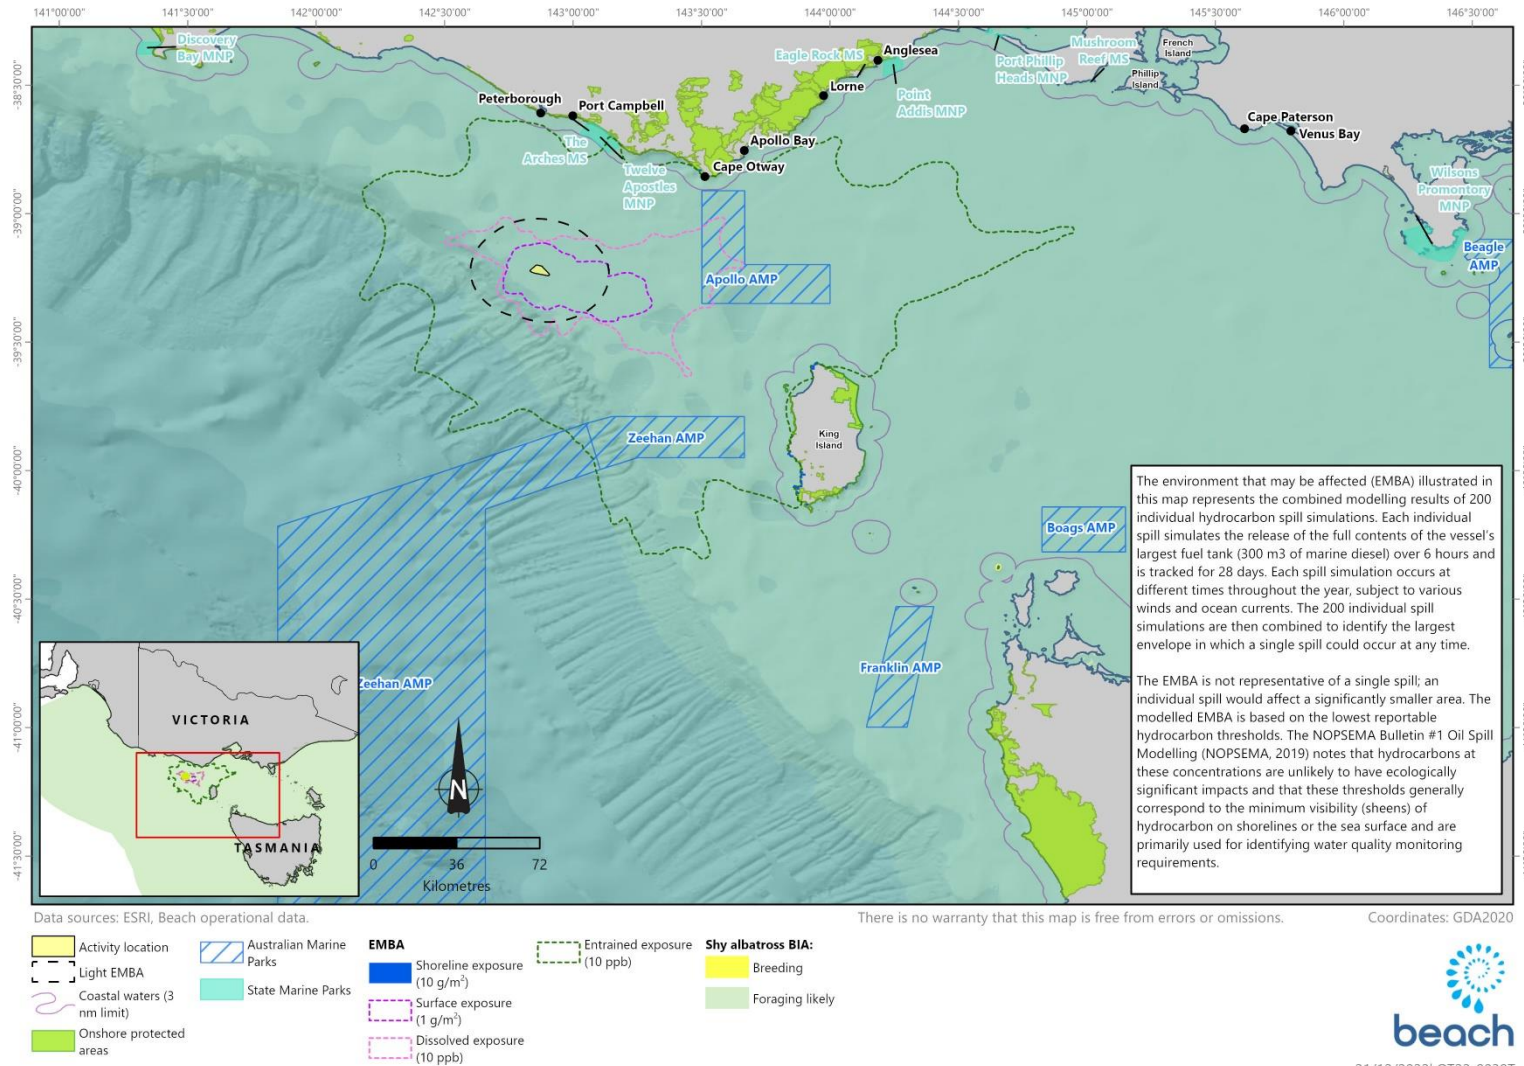 141°00'00" 141°30'00" 142°00'00" 142°30'00" 143°00'00" 143°30'00" 144°00'00" 144°30'00" 145°00'00" 145°30'00" 146°00'00" 146°30'00"
-38°30'00"
-39°00'00"
-39°30'00"
-40°00'00"
-40°30'00"
-41°00'00"
-41°30'00"
Discovery
Bay MNP
Eagle Rock MS
Anglesea
Port Phillip
Heads MNP
Mushroom
Reef MS
French
Island
Phillip
Island
Lorne
Point
Addis MNP
Peterborough
Port Campbell
The
Arches MS
Apollo Bay
Cape Otway
Twelve
Apostles
MNP
Cape Paterson
Venus Bay
Wilsons
Promontory
MNP
Beagle
AMP
Apollo AMP
Zeehan AMP
King
Island
Boags AMP
Franklin AMP
Zeehan AMP
VICTORIA
TASMANIA
N
0 36 72
Kilometres
The environment that may be affected (EMBA) illustrated in
this map represents the combined modelling results of 200
individual hydrocarbon spill simulations. Each individual
spill simulates the release of the full contents of the vessel's
largest fuel tank (300 m3 of marine diesel) over 6 hours and
is tracked for 28 days. Each spill simulation occurs at
different times throughout the year, subject to various
winds and ocean currents. The 200 individual spill
simulations are then combined to identify the largest
envelope in which a single spill could occur at any time.
The EMBA is not representative of a single spill; an
individual spill would affect a significantly smaller area. The
modelled EMBA is based on the lowest reportable
hydrocarbon thresholds. The NOPSEMA Bulletin #1 Oil Spill
Modelling (NOPSEMA, 2019) notes that hydrocarbons at
these concentrations are unlikely to have ecologically
significant impacts and that these thresholds generally
correspond to the minimum visibility (sheens) of
hydrocarbon on shorelines or the sea surface and are
primarily used for identifying water quality monitoring
requirements.
Data sources: ESRI, Beach operational data.
There is no warranty that this map is free from errors or omissions.
Coordinates: GDA2020
Activity location
Light EMBA
Coastal waters (3
nm limit)
Onshore protected
areas
Australian Marine
Parks
State Marine Parks
EMBA
Shoreline exposure
(10 g/m²)
Surface exposure
(1 g/m²)
Dissolved exposure
(10 ppb)
Entrained exposure
(10 ppb)
Shy albatross BIA:
Breeding
Foraging likely
beach